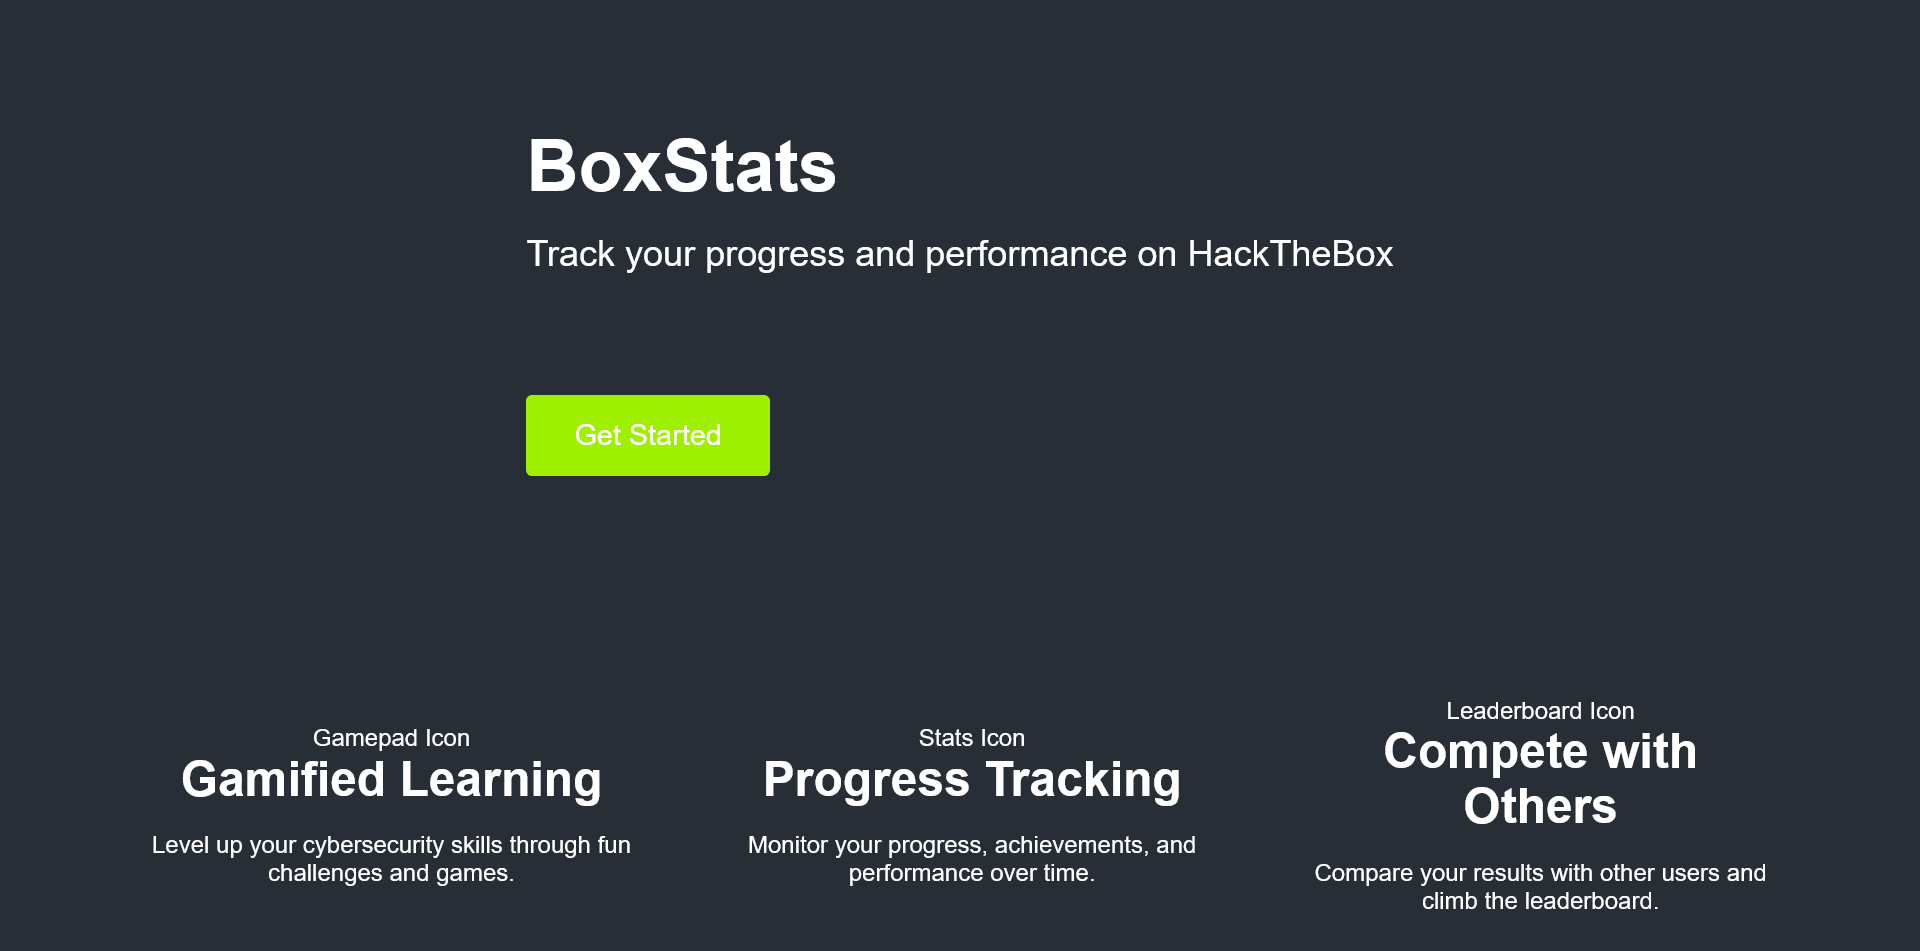 BoxStats
Track your progress and performance on HackTheBox
Get Started
Gamepad Icon
Gamified Learning
Level up your cybersecurity skills through fun
challenges and games.
Stats Icon
Progress Tracking
Monitor your progress, achievements, and
performance over time.
Leaderboard Icon
Compete with
Others
Compare your results with other users and
climb the leaderboard.